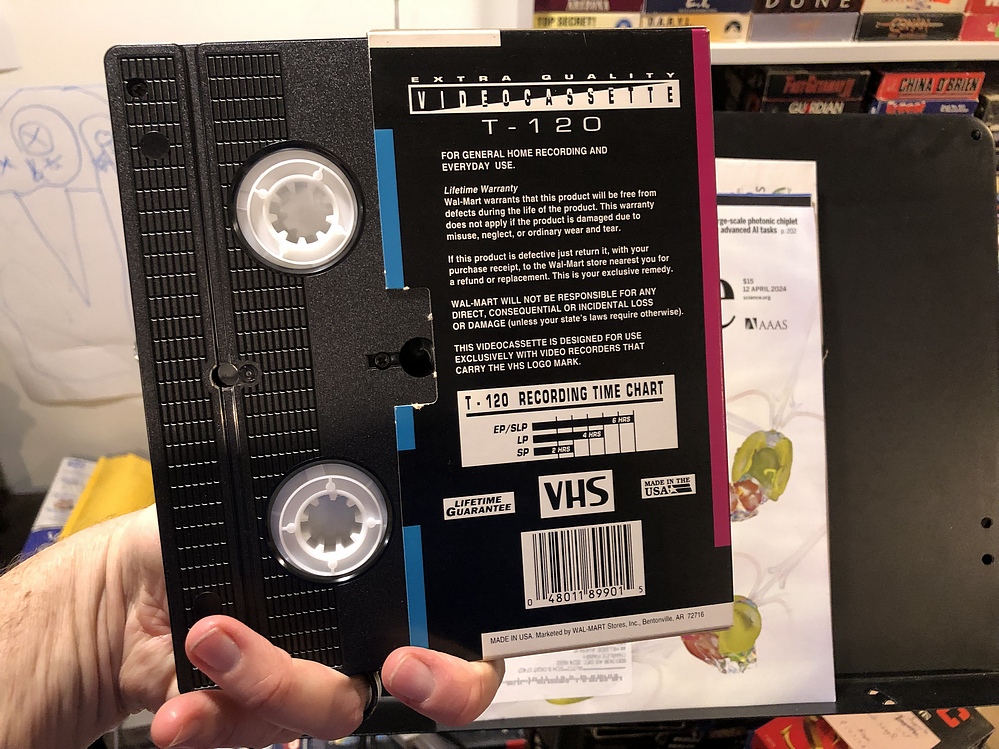 TOP SECRET!
D.A.R.Y.L.
DUNE
CONAN
GUARDIAN
CHINA O'BRIEN
EXTRA QUALITY
VIDEOCASSETTE
T-120
FOR GENERAL HOME RECORDING AND
EVERYDAY USE.
Lifetime Warranty
Wal-Mart warrants that this product will be free from
defects during the life of the product. This warranty
does not apply if the product is damaged due to
misuse, neglect, or ordinary wear and tear.
If this product is defective just return it, with your
purchase receipt, to the Wal-Mart store nearest you for
a refund or replacement. This is your exclusive remedy.
WAL-MART WILL NOT BE RESPONSIBLE FOR ANY
DIRECT, CONSEQUENTIAL OR INCIDENTAL LOSS
OR DAMAGE (unless your state's laws require otherwise).
THIS VIDEOCASSETTE IS DESIGNED FOR USE
EXCLUSIVELY WITH VIDEO RECORDERS THAT
CARRY THE VHS LOGO MARK.
T-120 RECORDING TIME CHART
EP/SLP 6 HRS
LP 4 HRS
SP 2 HRS
LIFETIME
GUARANTEE
VHS
MADE IN THE
USA
0 48011 89901 5
MADE IN USA. Marketed by WAL-MART Stores, Inc., Bentonville, AR 72716
rge-scale photonic chiplet
advanced AI tasks p. 202
e
$15
12 APRIL 2024
science.org
AAAS